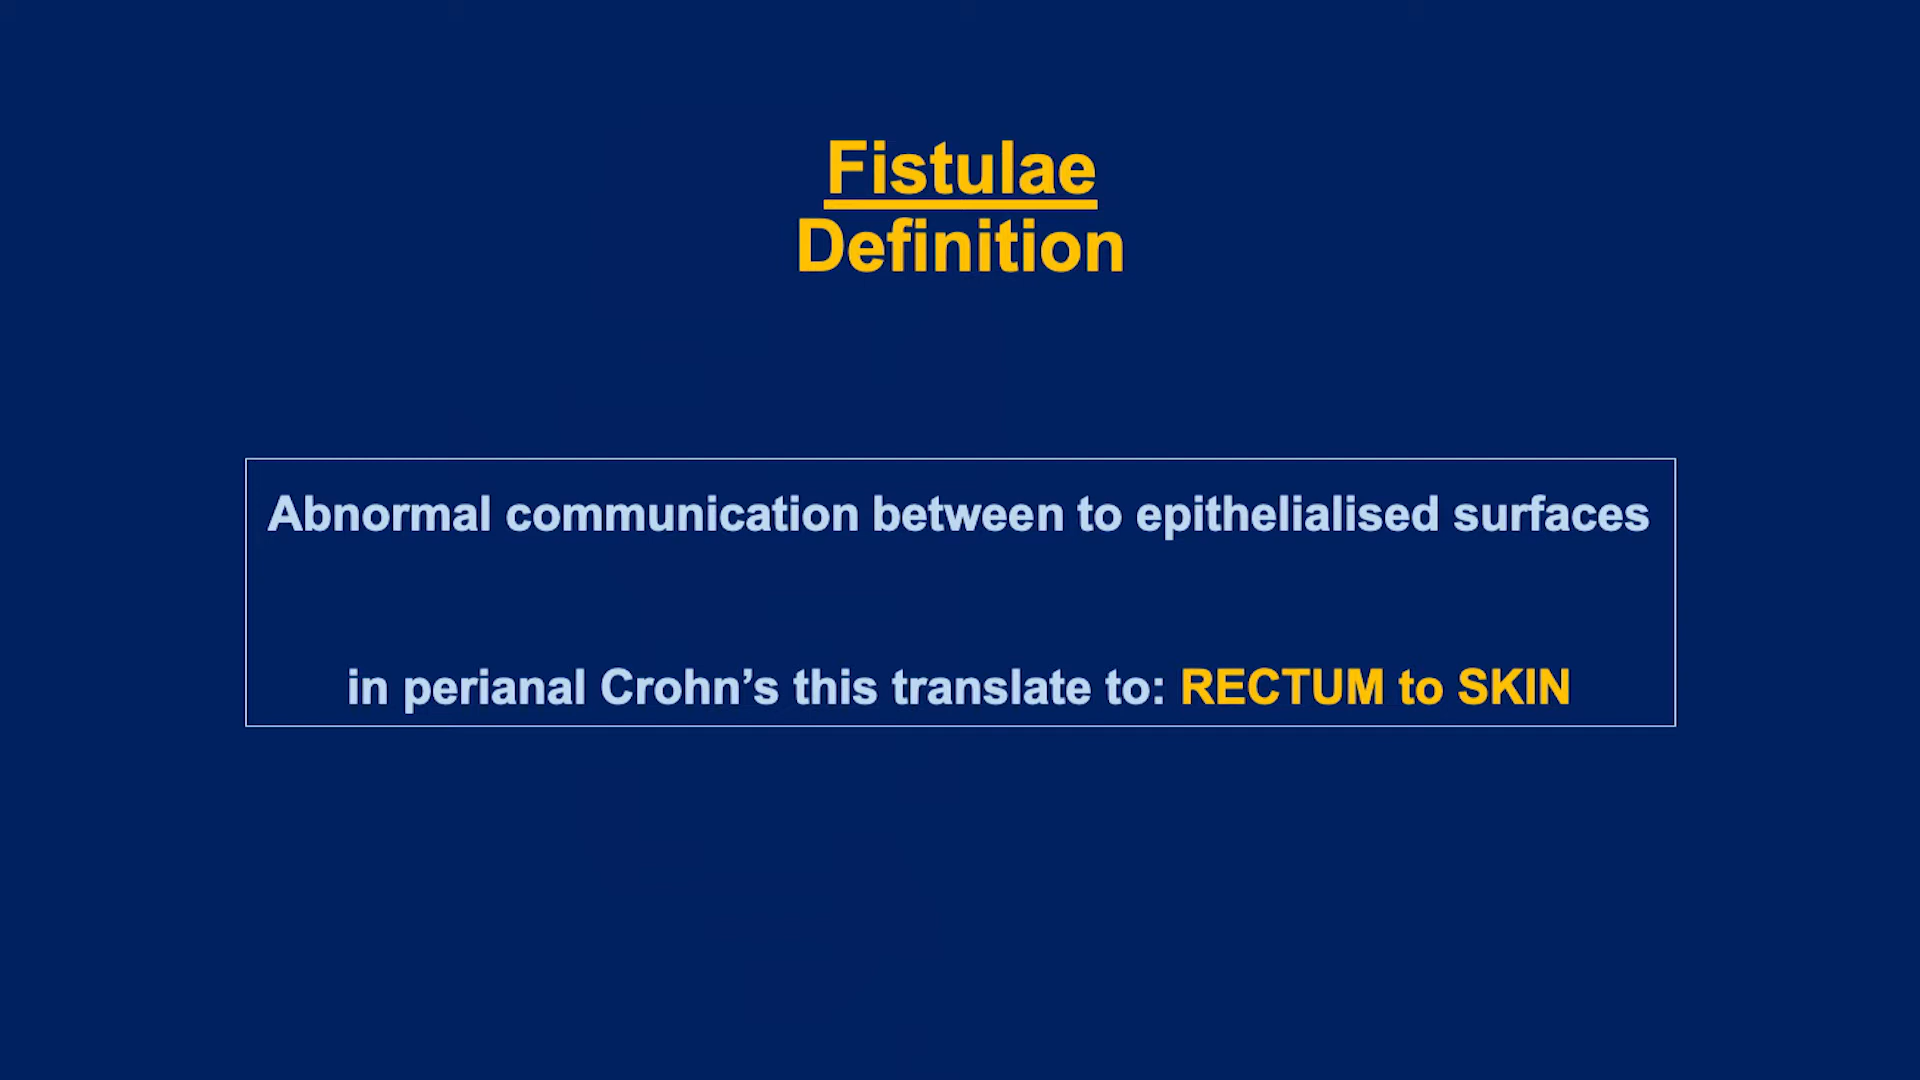 Fistulae
Definition
Abnormal communication between to epithelialised surfaces
in perianal Crohn’s this translate to: RECTUM to SKIN